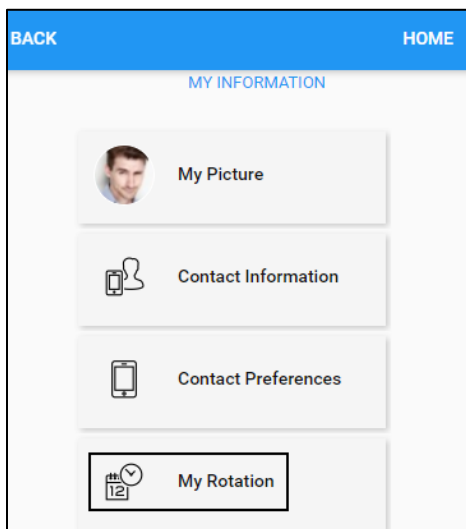 BACK HOME
MY INFORMATION
My Picture
Contact Information
Contact Preferences
12 My Rotation